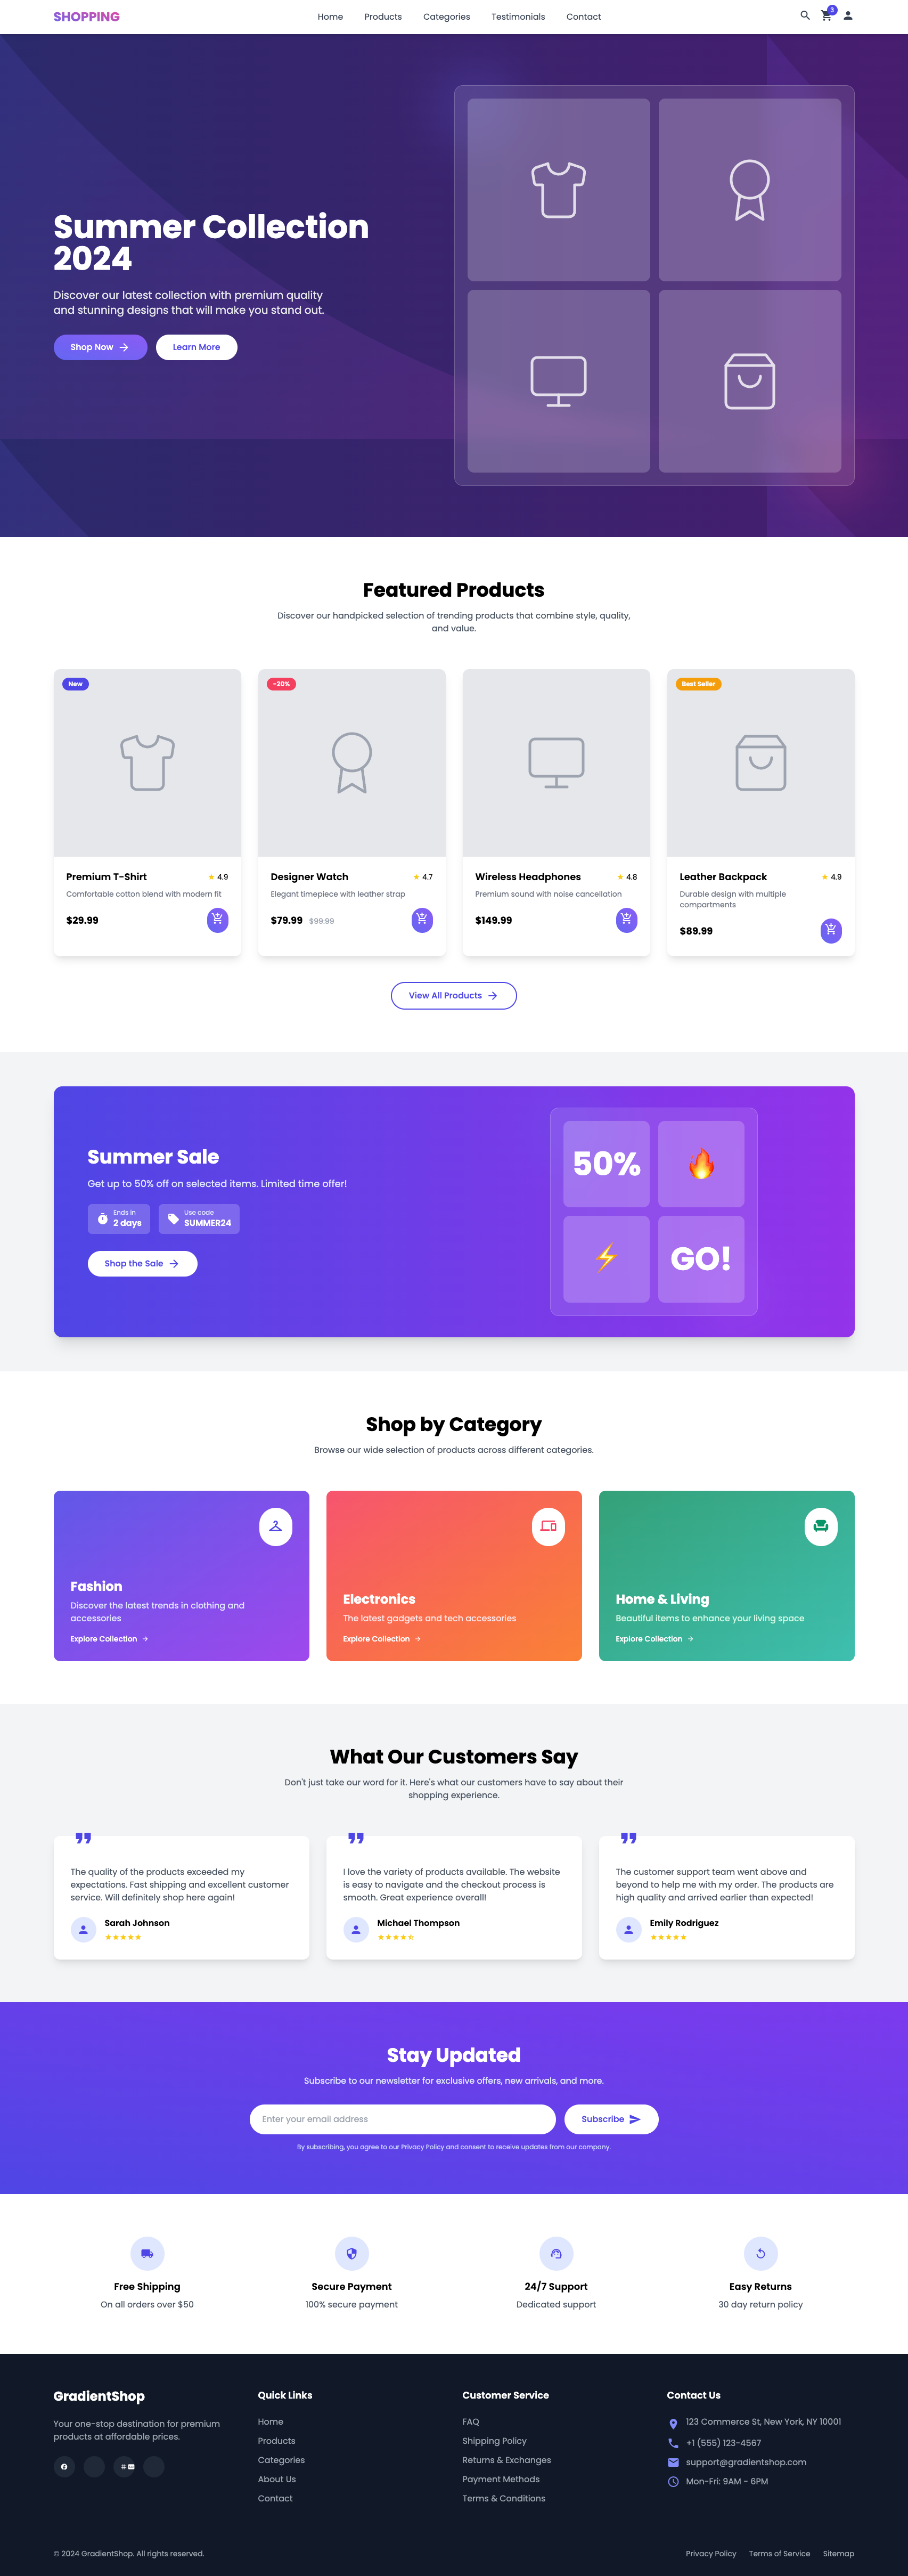 SHOPPING
Home
Products
Categories
Testimonials
Contact
3
Summer Collection
2024
Discover our latest collection with premium quality
and stunning designs that will make you stand out.
Shop Now
Learn More
Featured Products
Discover our handpicked selection of trending products that combine style, quality,
and value.
New
Premium T-Shirt
4.9
Comfortable cotton blend with modern fit
$29.99
-20%
Designer Watch
4.7
Elegant timepiece with leather strap
$79.99 $99.99
Wireless Headphones
4.8
Premium sound with noise cancellation
$149.99
Best Seller
Leather Backpack
4.9
Durable design with multiple
compartments
$89.99
View All Products
Summer Sale
Get up to 50% off on selected items. Limited time offer!
Ends in
2 days
Use code
SUMMER24
Shop the Sale
50%
GO!
Shop by Category
Browse our wide selection of products across different categories.
Fashion
Discover the latest trends in clothing and
accessories
Explore Collection
Electronics
The latest gadgets and tech accessories
Explore Collection
Home & Living
Beautiful items to enhance your living space
Explore Collection
What Our Customers Say
Don't just take our word for it. Here's what our customers have to say about their
shopping experience.
The quality of the products exceeded my
expectations. Fast shipping and excellent customer
service. Will definitely shop here again!
Sarah Johnson
I love the variety of products available. The website
is easy to navigate and the checkout process is
smooth. Great experience overall!
Michael Thompson
The customer support team went above and
beyond to help me with my order. The products are
high quality and arrived earlier than expected!
Emily Rodriguez
Stay Updated
Subscribe to our newsletter for exclusive offers, new arrivals, and more.
Enter your email address
Subscribe
By subscribing, you agree to our Privacy Policy and consent to receive updates from our company.
Free Shipping
On all orders over $50
Secure Payment
100% secure payment
24/7 Support
Dedicated support
Easy Returns
30 day return policy
GradientShop
Your one-stop destination for premium
products at affordable prices.
Quick Links
Home
Products
Categories
About Us
Contact
Customer Service
FAQ
Shipping Policy
Returns & Exchanges
Payment Methods
Terms & Conditions
Contact Us
123 Commerce St, New York, NY 10001
+1 (555) 123-4567
support@gradientshop.com
Mon-Fri: 9AM - 6PM
© 2024 GradientShop. All rights reserved.
Privacy Policy
Terms of Service
Sitemap